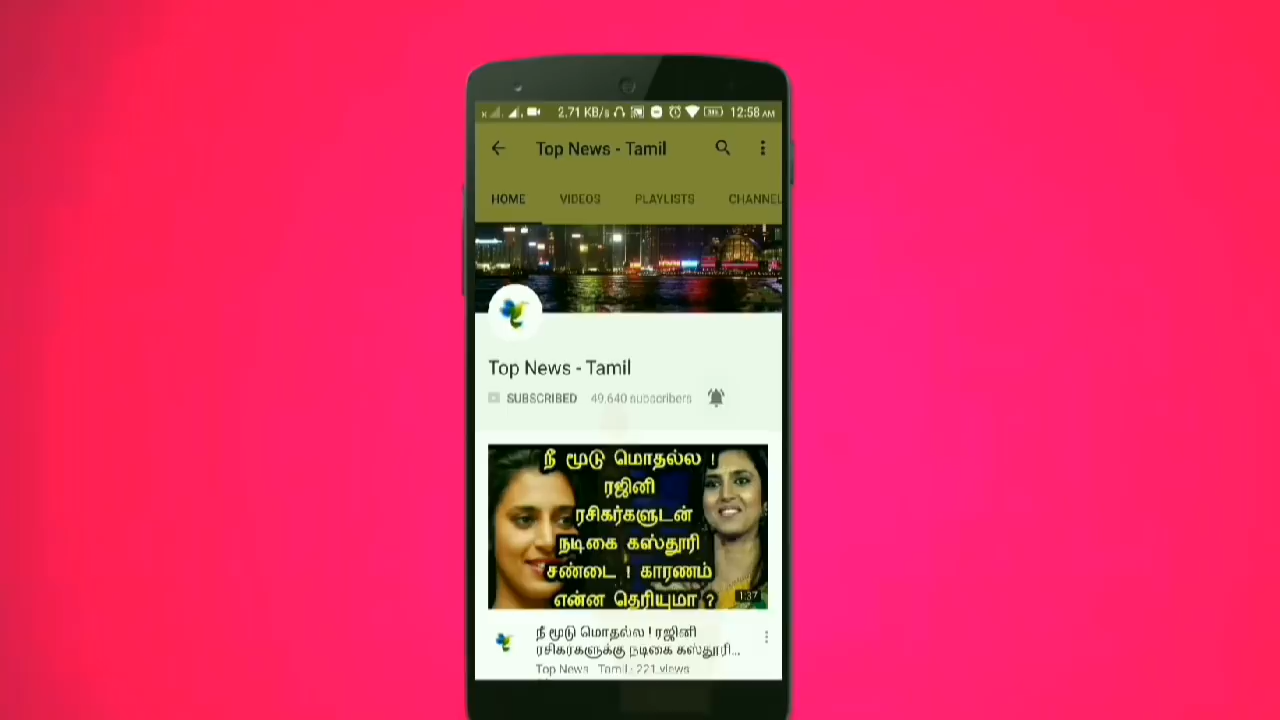 2.71 KB/s 12:58 AM
Top News - Tamil
HOME VIDEOS PLAYLISTS CHANNEL
Top News - Tamil
SUBSCRIBED 49,640 subscribers
நீ மூடு மொதல்ல !
ரஜினி
ரசிகர்களுடன்
நடிகை கஸ்தூரி
சண்டை ! காரணம்
என்ன தெரியுமா ?
1:37
நீ மூடு மொதல்ல ! ரஜினி
ரசிகர்களுக்கு நடிகை கஸ்தூரி...
Top News - Tamil · 221 views